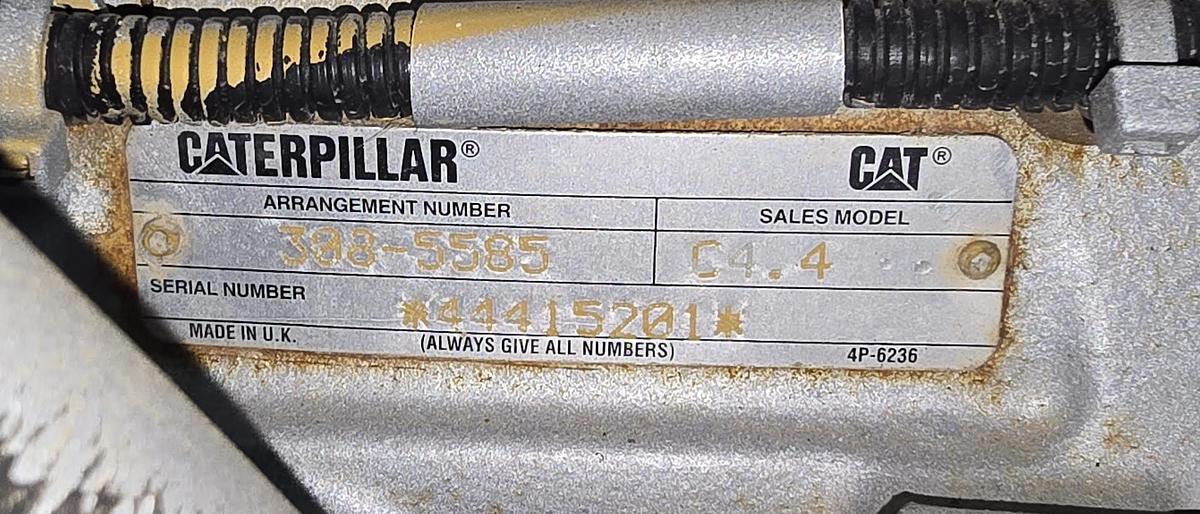 CATERPILLAR® CAT®
ARRANGEMENT NUMBER SALES MODEL
308-5585 C4.4
SERIAL NUMBER
*44415201*
MADE IN U.K. (ALWAYS GIVE ALL NUMBERS) 4P-6236